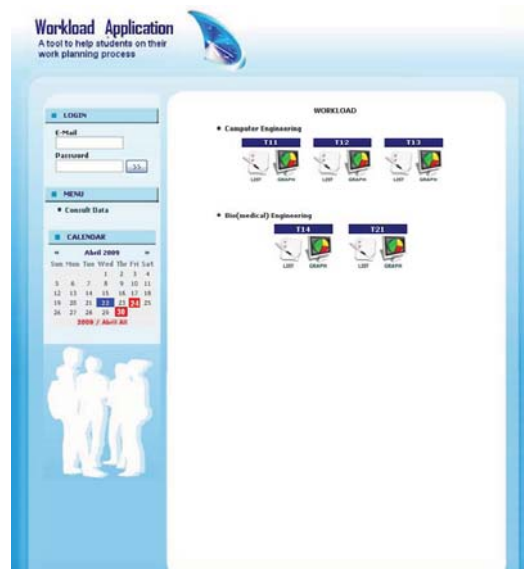 Workload Application
A tool to help students on their
work planning process
LOGIN
E-Mail
Password
>>
MENU
Consult Data
CALENDAR
« Abril 2009 »
Sun Mon Tue Wed Thr Fri Sat
1 2 3 4
5 6 7 8 9 10 11
12 13 14 15 16 17 18
19 20 21 22 23 24 25
26 27 28 29 30
2009 / Abril All
WORKLOAD
Computer Engineering
T11 T12 T13
LIST GRAPH LIST GRAPH LIST GRAPH
Bio(medical) Engineering
T14 T21
LIST GRAPH LIST GRAPH